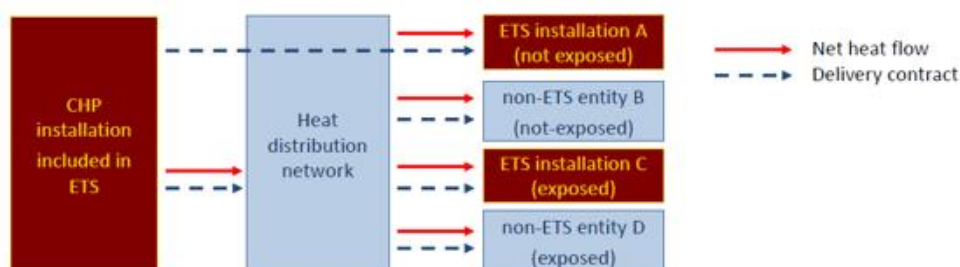 CHP
installation
included in
ETS
Heat
distribution
network
ETS installation A
(not exposed)
non-ETS entity B
(not-exposed)
ETS installation C
(exposed)
non-ETS entity D
(exposed)
Net heat flow
Delivery contract